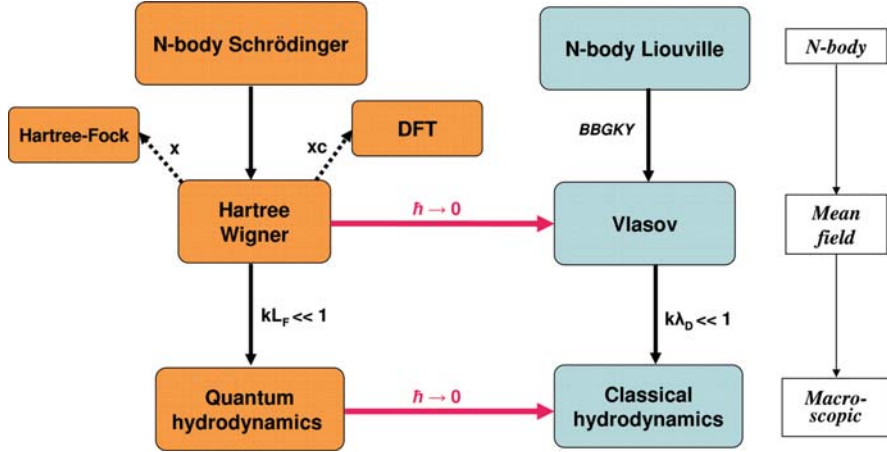 N-body Schrödinger
N-body Liouville
N-body
Hartree-Fock
x
xc
DFT
BBGKY
Hartree
Wigner
ħ → 0
Vlasov
Mean
field
kL_F << 1
kλ_D << 1
Quantum
hydrodynamics
ħ → 0
Classical
hydrodynamics
Macro-
scopic